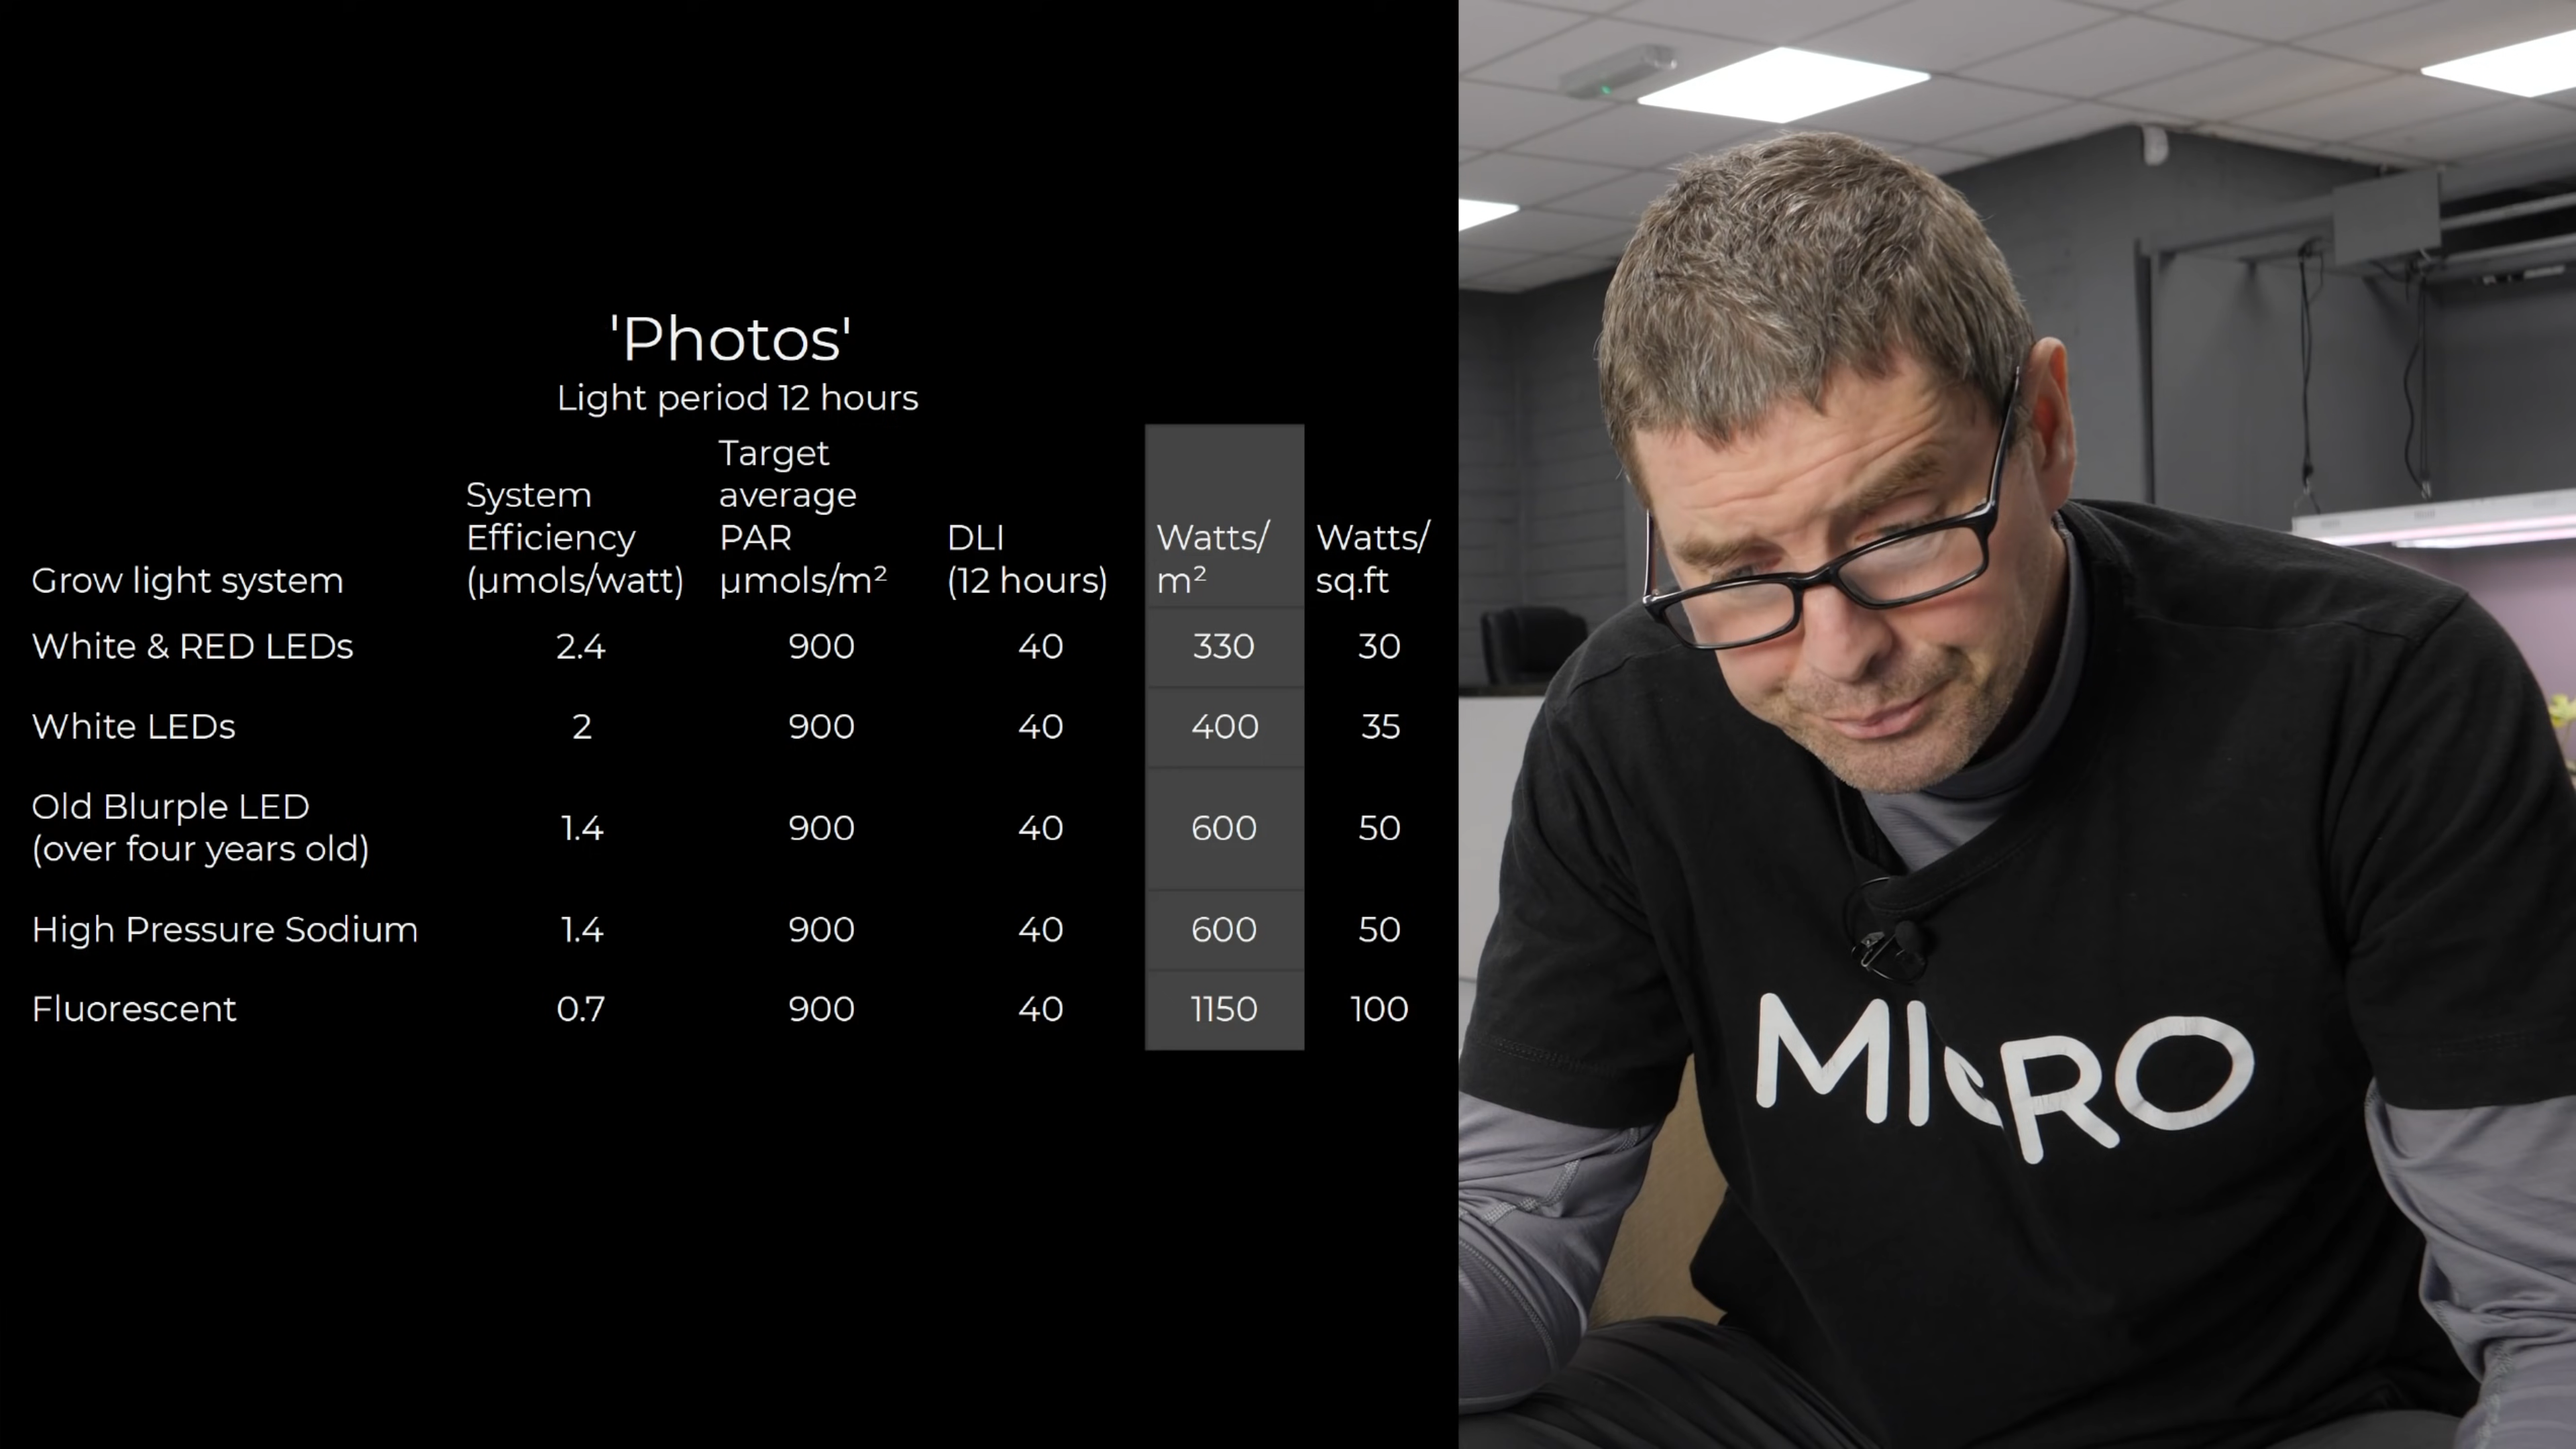 'Photos'
Light period 12 hours
Grow light system
System
Efficiency
(µmols/watt)
Target
average
PAR
µmols/m²
DLI
(12 hours)
Watts/
m²
Watts/
sq.ft
White & RED LEDs 2.4 900 40 330 30
White LEDs 2 900 40 400 35
Old Blurple LED
(over four years old) 1.4 900 40 600 50
High Pressure Sodium 1.4 900 40 600 50
Fluorescent 0.7 900 40 1150 100
MIGRO